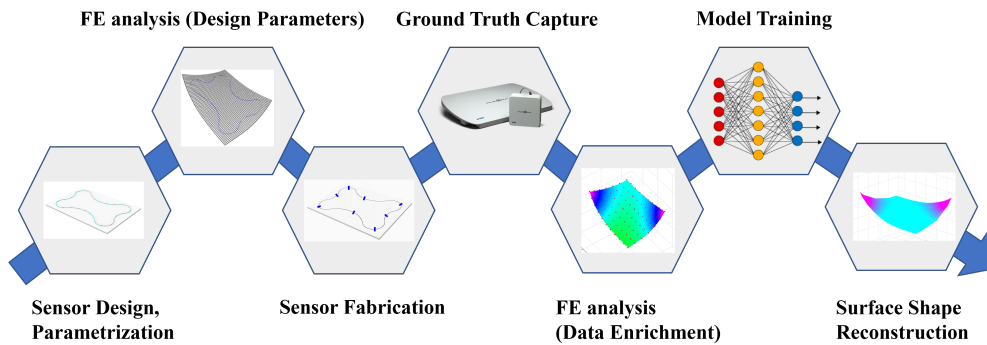 FE analysis (Design Parameters)
Ground Truth Capture
Model Training
Sensor Design,
Parametrization
Sensor Fabrication
FE analysis
(Data Enrichment)
Surface Shape
Reconstruction